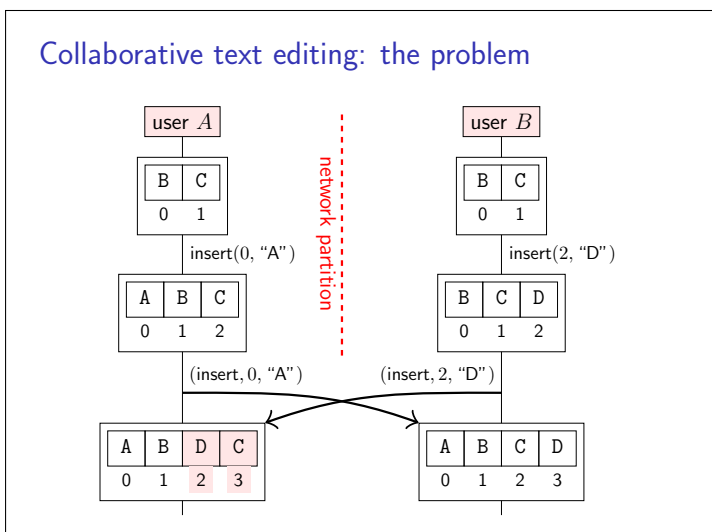 Collaborative text editing: the problem
user A
user B
network partition
B C
0 1
B C
0 1
insert(0, “A”)
insert(2, “D”)
A B C
0 1 2
B C D
0 1 2
(insert, 0, “A”)
(insert, 2, “D”)
A B D C
0 1 2 3
A B C D
0 1 2 3